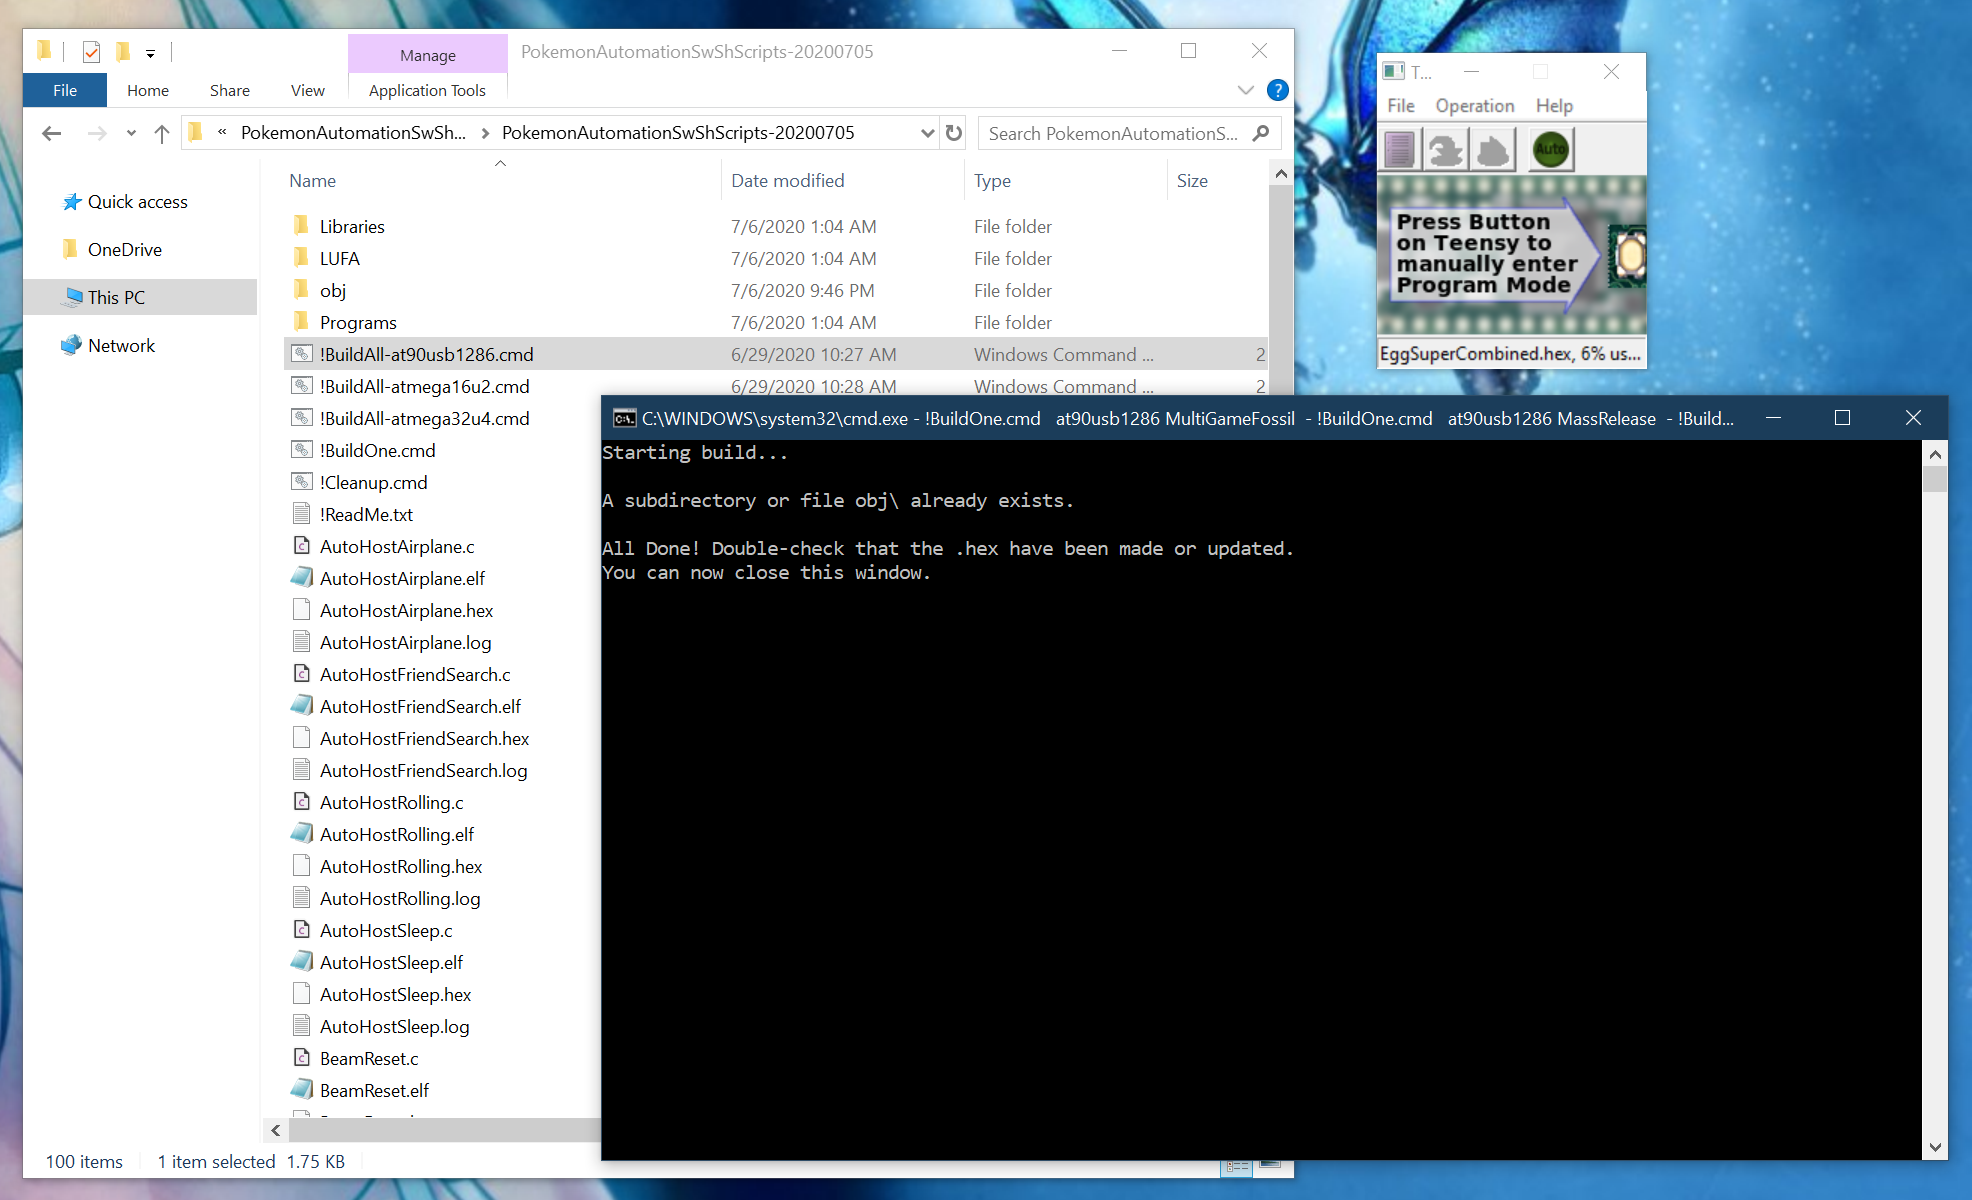 Manage
PokemonAutomationSwShScripts-20200705
File
Home
Share
View
Application Tools
?
« PokemonAutomationSwSh... > PokemonAutomationSwShScripts-20200705
Search PokemonAutomationS...
Name
Date modified
Type
Size
Quick access
OneDrive
This PC
Network
Libraries 7/6/2020 1:04 AM File folder
LUFA 7/6/2020 1:04 AM File folder
obj 7/6/2020 9:46 PM File folder
Programs 7/6/2020 1:04 AM File folder
!BuildAll-at90usb1286.cmd 6/29/2020 10:27 AM Windows Command ... 2
!BuildAll-atmega16u2.cmd 6/29/2020 10:28 AM Windows Command ... 2
!BuildAll-atmega32u4.cmd
!BuildOne.cmd
!Cleanup.cmd
!ReadMe.txt
AutoHostAirplane.c
AutoHostAirplane.elf
AutoHostAirplane.hex
AutoHostAirplane.log
AutoHostFriendSearch.c
AutoHostFriendSearch.elf
AutoHostFriendSearch.hex
AutoHostFriendSearch.log
AutoHostRolling.c
AutoHostRolling.elf
AutoHostRolling.hex
AutoHostRolling.log
AutoHostSleep.c
AutoHostSleep.elf
AutoHostSleep.hex
AutoHostSleep.log
BeamReset.c
BeamReset.elf
100 items
1 item selected 1.75 KB
T...
File
Operation
Help
Auto
Press Button
on Teensy to
manually enter
Program Mode
EggSuperCombined.hex, 6% us...
C:\WINDOWS\system32\cmd.exe - !BuildOne.cmd at90usb1286 MultiGameFossil - !BuildOne.cmd at90usb1286 MassRelease - !Build...
Starting build...
A subdirectory or file obj\ already exists.
All Done! Double-check that the .hex have been made or updated.
You can now close this window.